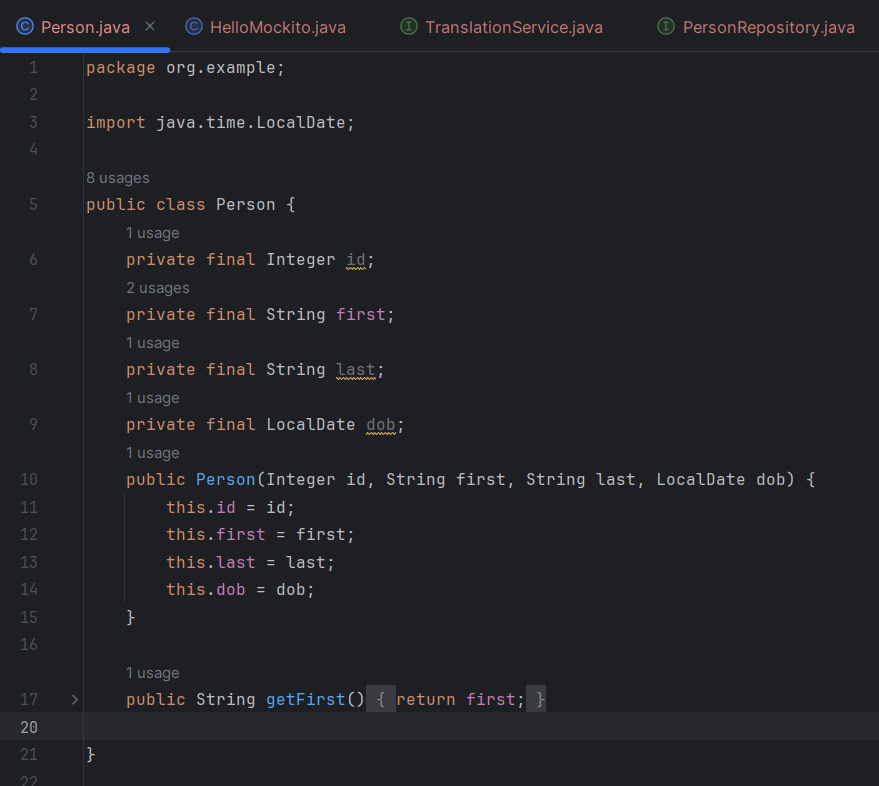 Person.java HelloMockito.java TranslationService.java PersonRepository.java
1 package org.example;
2
3 import java.time.LocalDate;
4
8 usages
5 public class Person {
1 usage
6 private final Integer id;
2 usages
7 private final String first;
1 usage
8 private final String last;
1 usage
9 private final LocalDate dob;
1 usage
10 public Person(Integer id, String first, String last, LocalDate dob) {
11 this.id = id;
12 this.first = first;
13 this.last = last;
14 this.dob = dob;
15 }
16
1 usage
17 public String getFirst() { return first; }
20
21 }
22